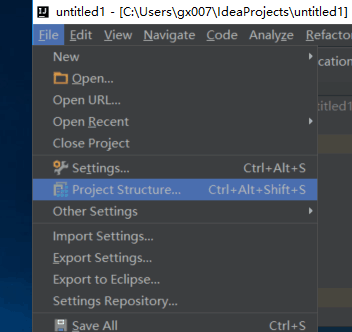 untitled1 - [C:\Users\gx007\IdeaProjects\untitled1]
File Edit View Navigate Code Analyze Refactor
New
Open...
Open URL...
Open Recent
Close Project
Settings... Ctrl+Alt+S
Project Structure... Ctrl+Alt+Shift+S
Other Settings
Import Settings...
Export Settings...
Export to Eclipse...
Settings Repository...
Save All Ctrl+S